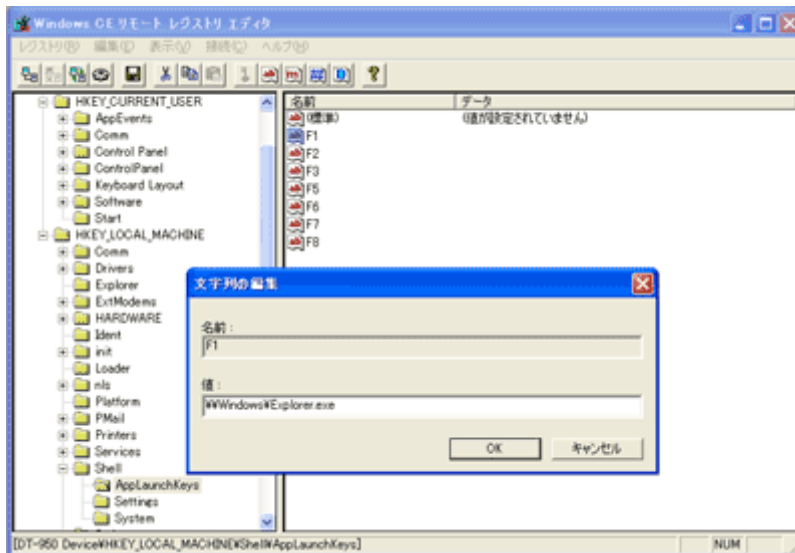 Windows CE リモート レジストリ エディタ
レジストリ(R) 編集(E) 表示(V) 接続(C) ヘルプ(H)
HKEY_CURRENT_USER
AppEvents
Comm
Control Panel
ControlPanel
Keyboard Layout
Software
Start
HKEY_LOCAL_MACHINE
Comm
Drivers
Explorer
ExtModems
HARDWARE
Ident
init
Loader
nls
Platform
PMail
Printers
Services
Shell
AppLaunchKeys
Settings
System
名前 データ
(標準) (値が設定されていません)
F1
F2
F3
F5
F6
F7
F8
文字列の編集
名前:
F1
値:
¥¥Windows¥Explorer.exe
OK キャンセル
[DT-950 Device¥HKEY_LOCAL_MACHINE¥Shell¥AppLaunchKeys] NUM